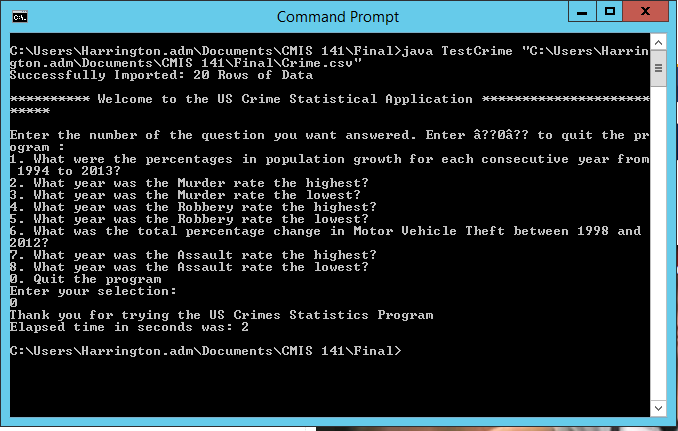 Command Prompt
C:\Users\Harrington.adm\Documents\CMIS 141\Final>java TestCrime "C:\Users\Harrin
gton.adm\Documents\CMIS 141\Final\Crime.csv"
Successfully Imported: 20 Rows of Data
********** Welcome to the US Crime Statistical Application *********************
*****
Enter the number of the question you want answered. Enter â??0â?? to quit the pr
ogram :
1. What were the percentages in population growth for each consecutive year from
 1994 to 2013?
2. What year was the Murder rate the highest?
3. What year was the Murder rate the lowest?
4. What year was the Robbery rate the highest?
5. What year was the Robbery rate the lowest?
6. What was the total percentage change in Motor Vehicle Theft between 1998 and
2012?
7. What year was the Assault rate the highest?
8. What year was the Assault rate the lowest?
0. Quit the program
Enter your selection:
0
Thank you for trying the US Crimes Statistics Program
Elapsed time in seconds was: 2
C:\Users\Harrington.adm\Documents\CMIS 141\Final>